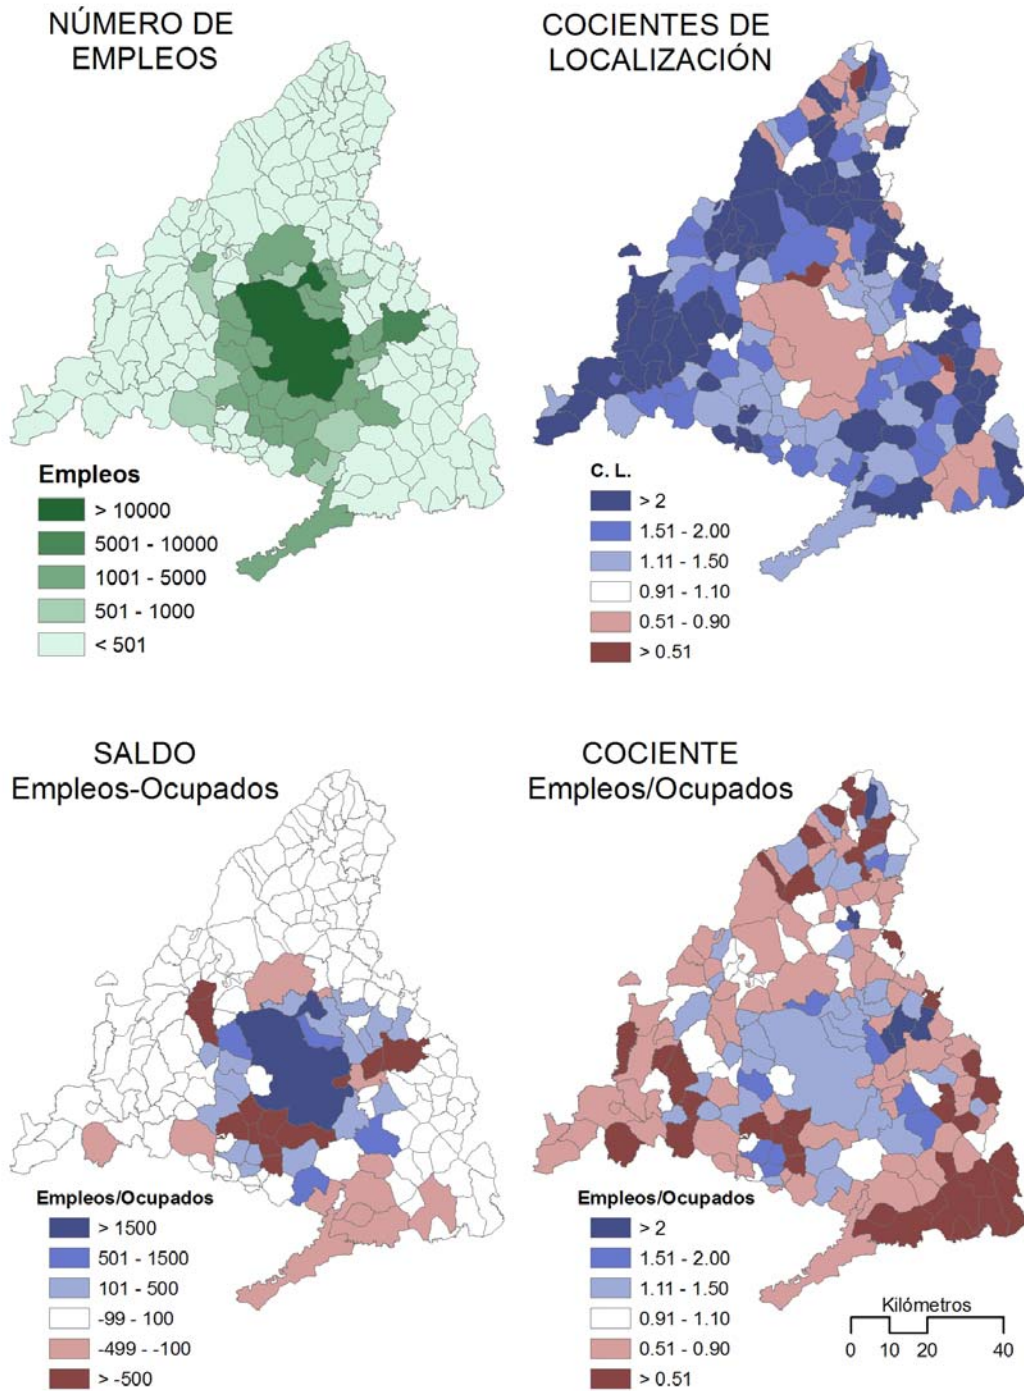 NÚMERO DE
EMPLEOS
Empleos
> 10000
5001 - 10000
1001 - 5000
501 - 1000
< 501
COCIENTES DE
LOCALIZACIÓN
C. L.
> 2
1.51 - 2.00
1.11 - 1.50
0.91 - 1.10
0.51 - 0.90
> 0.51
SALDO
Empleos-Ocupados
Empleos/Ocupados
> 1500
501 - 1500
101 - 500
-99 - 100
-499 - -100
> -500
COCIENTE
Empleos/Ocupados
Empleos/Ocupados
> 2
1.51 - 2.00
1.11 - 1.50
0.91 - 1.10
0.51 - 0.90
> 0.51
Kilómetros
0 10 20 40